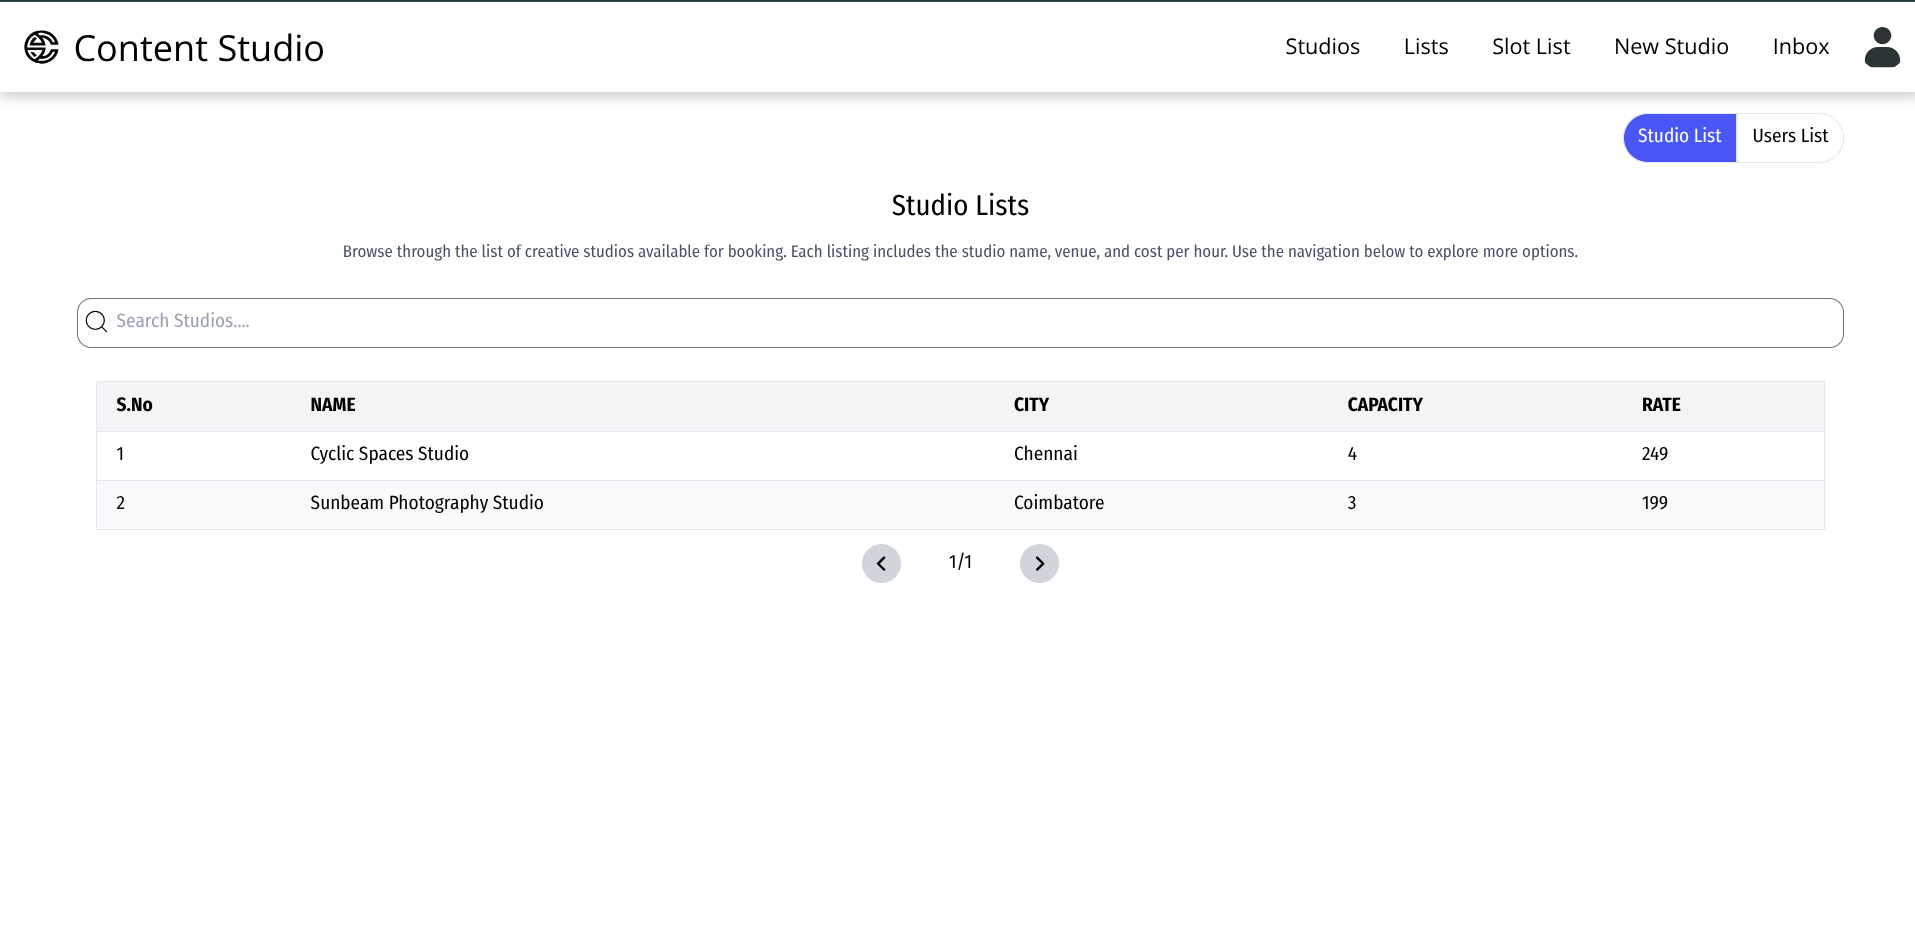 Content Studio
Studios Lists Slot List New Studio Inbox
Studio List Users List
Studio Lists
Browse through the list of creative studios available for booking. Each listing includes the studio name, venue, and cost per hour. Use the navigation below to explore more options.
Search Studios....
S.No NAME CITY CAPACITY RATE
1 Cyclic Spaces Studio Chennai 4 249
2 Sunbeam Photography Studio Coimbatore 3 199
1/1